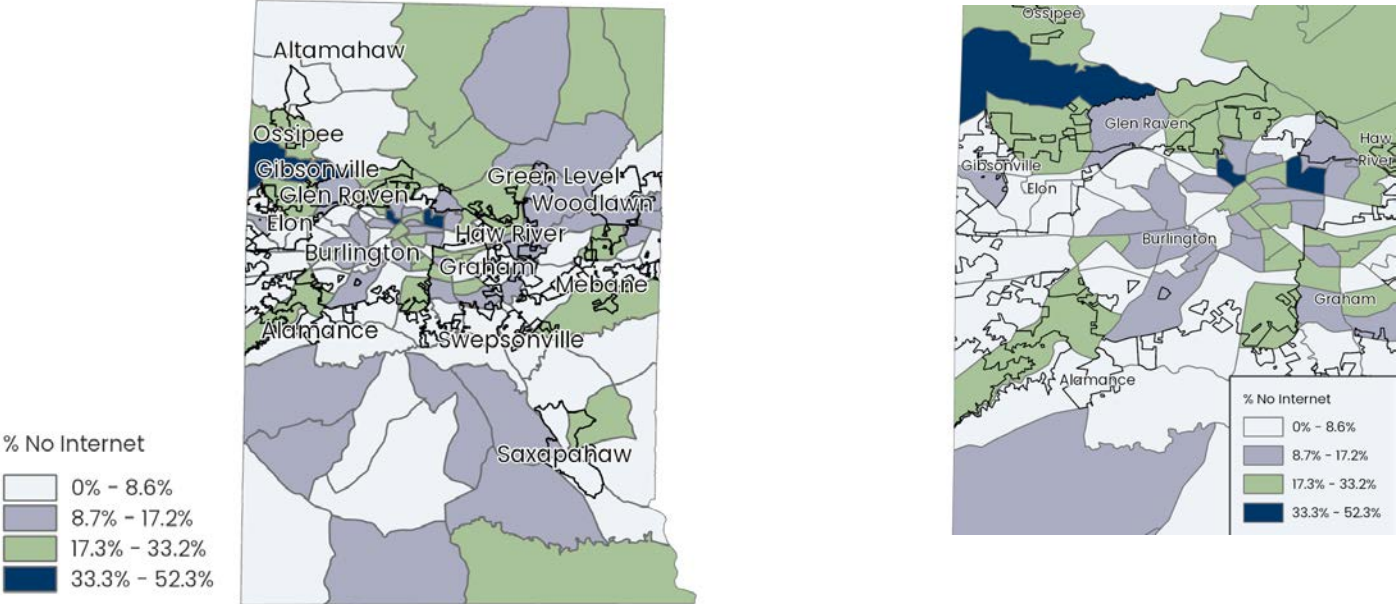 Altamahaw
Ossipee
Gibsonville
Green Level
Glen Raven
Woodlawn
Elon
Haw River
Burlington
Graham
Mebane
Alamance
Swepsonville
Saxapahaw
% No Internet
0% - 8.6%
8.7% - 17.2%
17.3% - 33.2%
33.3% - 52.3%
Ossipee
Glen Raven
Haw
River
Gibsonville
Elon
Burlington
Graham
Alamance
% No Internet
0% - 8.6%
8.7% - 17.2%
17.3% - 33.2%
33.3% - 52.3%